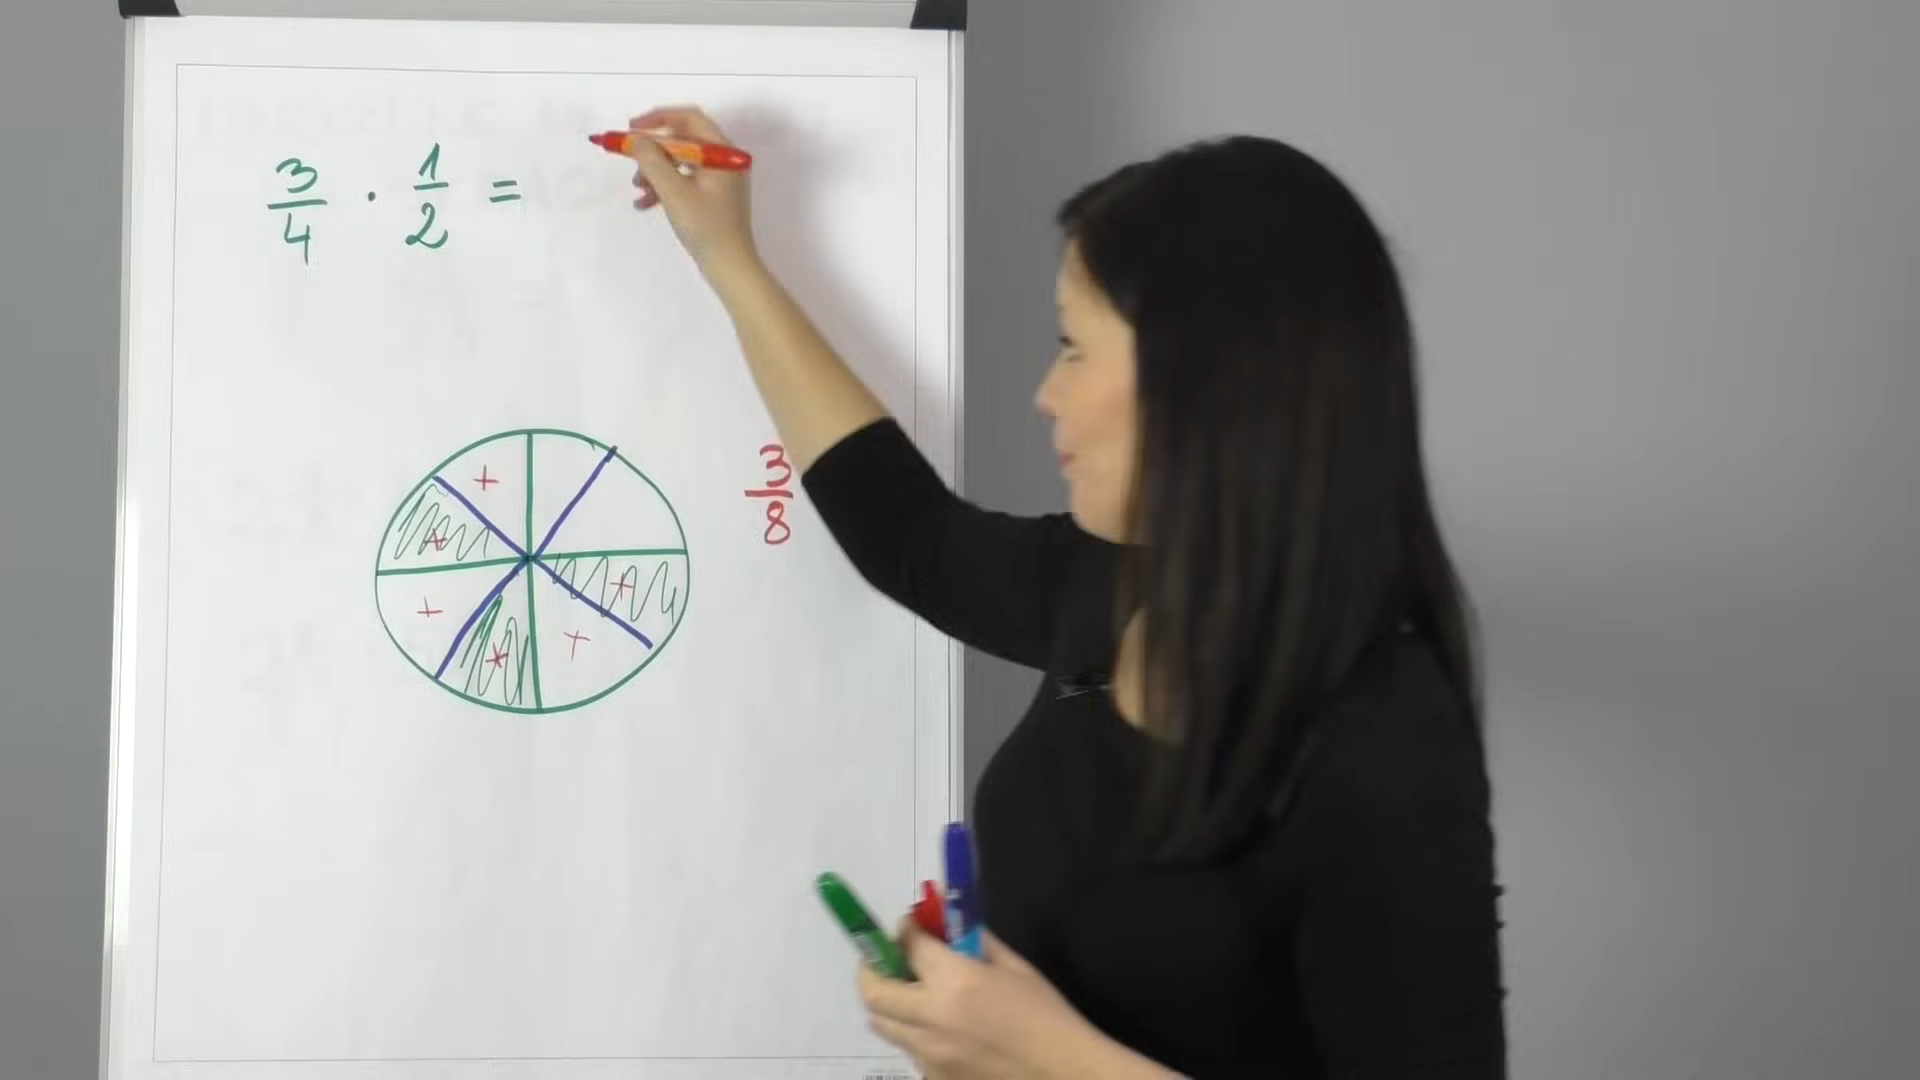 3/4 · 1/2 =
3/8